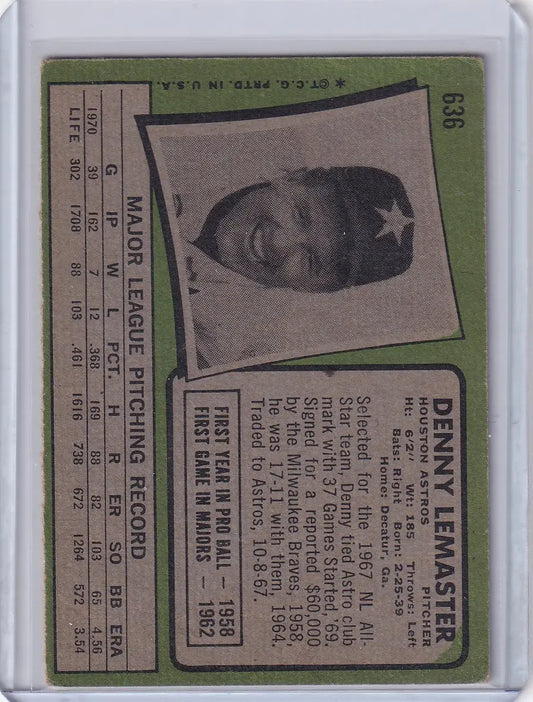 636
DENNY LEMASTER
HOUSTON ASTROS PITCHER
Ht: 6'2" Wt: 185 Throws: Left
Bats: Right Born: 2-25-39
Home: Decatur, Ga.
Selected for the 1967 NL All-
Star team, Denny tied Astro club
mark with 37 Games Started, '69.
Signed for a reported $60,000
by the Milwaukee Braves, 1958,
he was 17-11 with them, 1964.
Traded to Astros, 10-8-67.
FIRST YEAR IN PRO BALL — 1958
FIRST GAME IN MAJORS — 1962
MAJOR LEAGUE PITCHING RECORD
G IP W L PCT. H R ER SO BB ERA
1970 39 162 7 12 .368 169 88 82 103 65 4.56
LIFE 302 1708 88 103 .461 1616 738 672 1264 572 3.54
* © T.C.G. PRTD. IN U.S.A.